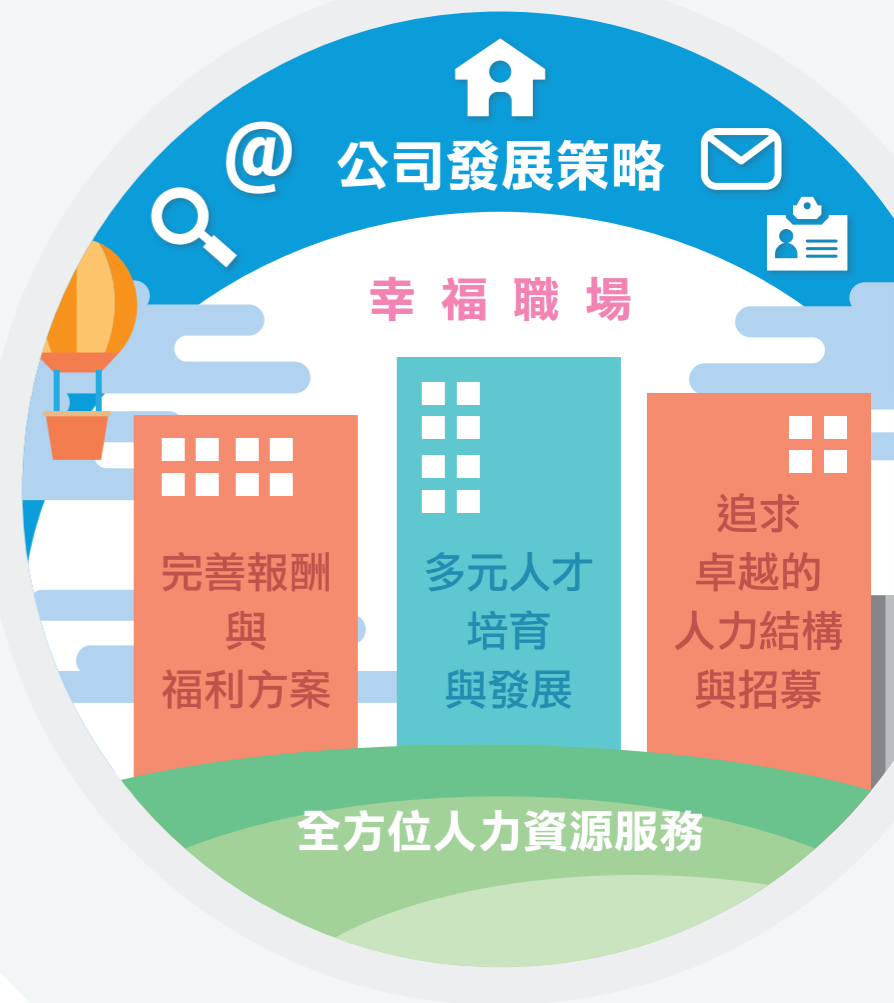 @
公司發展策略
幸福職場
完善報酬
與
福利方案
多元人才
培育
與發展
追求
卓越的
人力結構
與招募
全方位人力資源服務